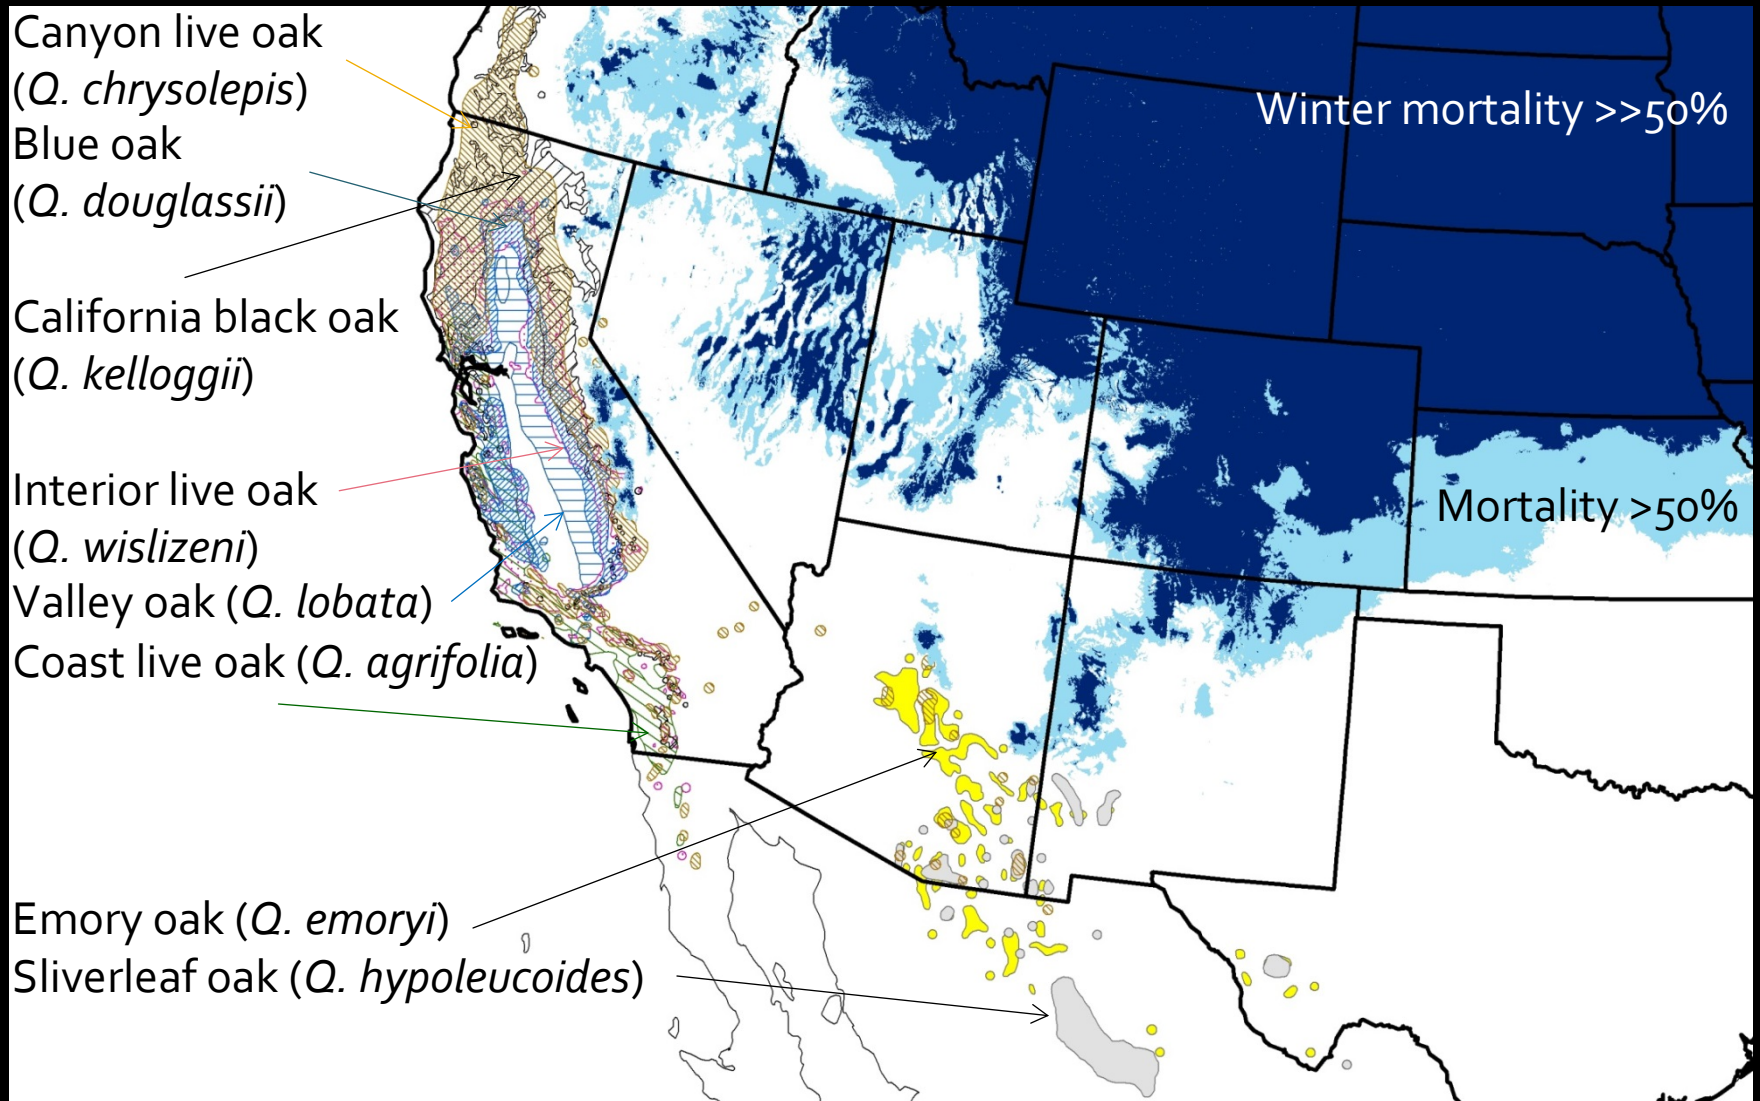 Canyon live oak
(Q. chrysolepis)
Blue oak
(Q. douglassii)
California black oak
(Q. kelloggii)
Interior live oak
(Q. wislizeni)
Valley oak (Q. lobata)
Coast live oak (Q. agrifolia)
Emory oak (Q. emoryi)
Sliverleaf oak (Q. hypoleucoides)
Winter mortality >>50%
Mortality >50%